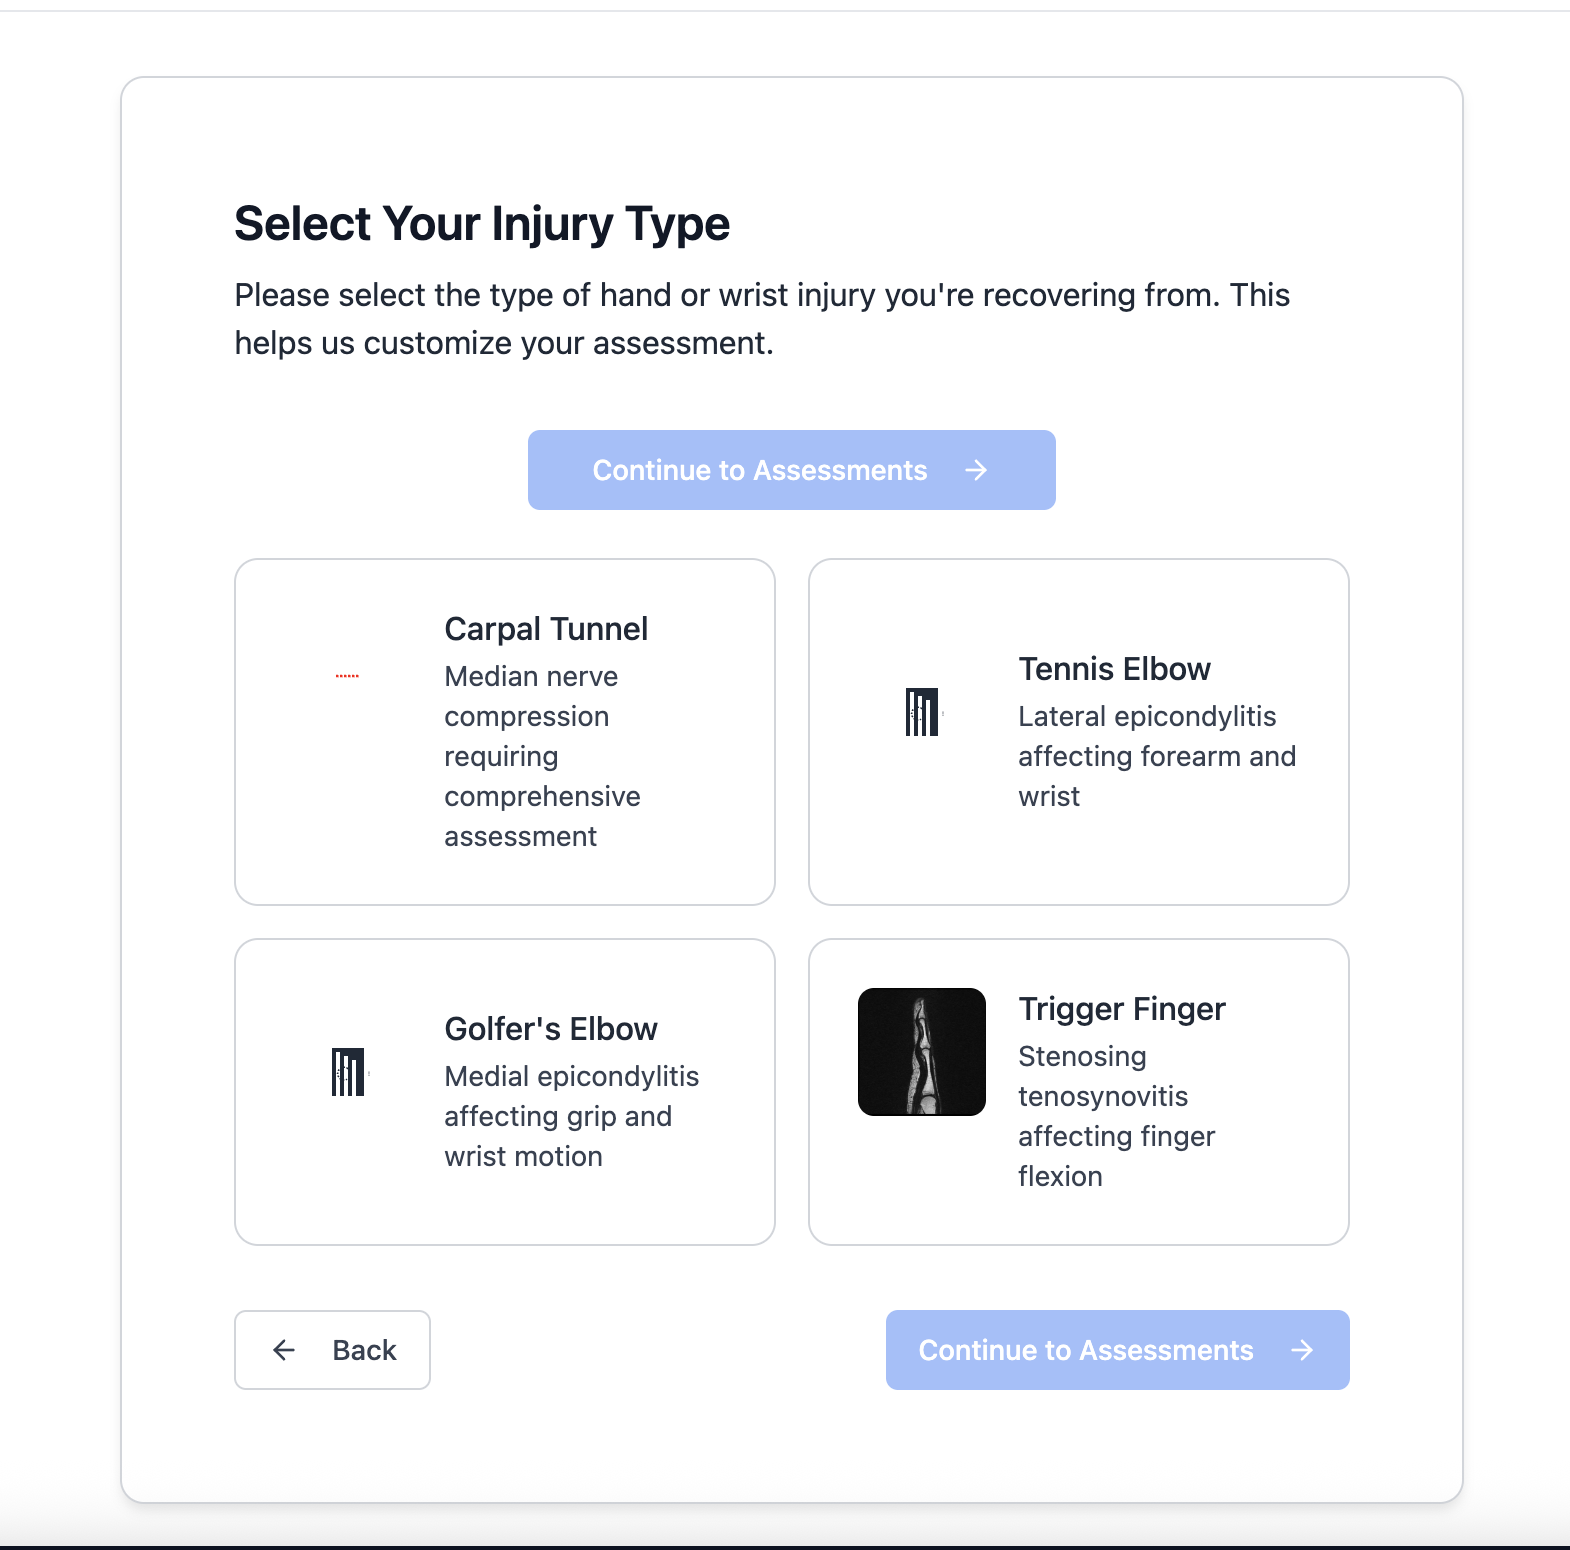 Select Your Injury Type
Please select the type of hand or wrist injury you're recovering from. This
helps us customize your assessment.
Continue to Assessments →
Carpal Tunnel
Median nerve
compression
requiring
comprehensive
assessment
Tennis Elbow
Lateral epicondylitis
affecting forearm and
wrist
Golfer's Elbow
Medial epicondylitis
affecting grip and
wrist motion
Trigger Finger
Stenosing
tenosynovitis
affecting finger
flexion
← Back
Continue to Assessments →